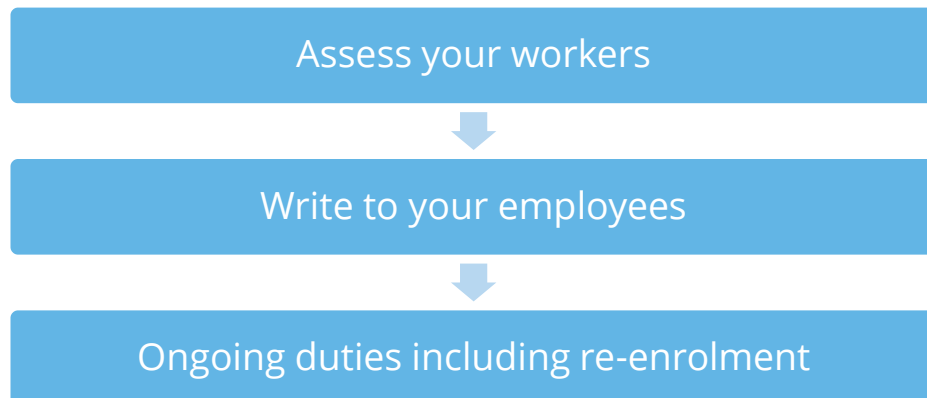 Assess your workers
Write to your employees
Ongoing duties including re-enrolment